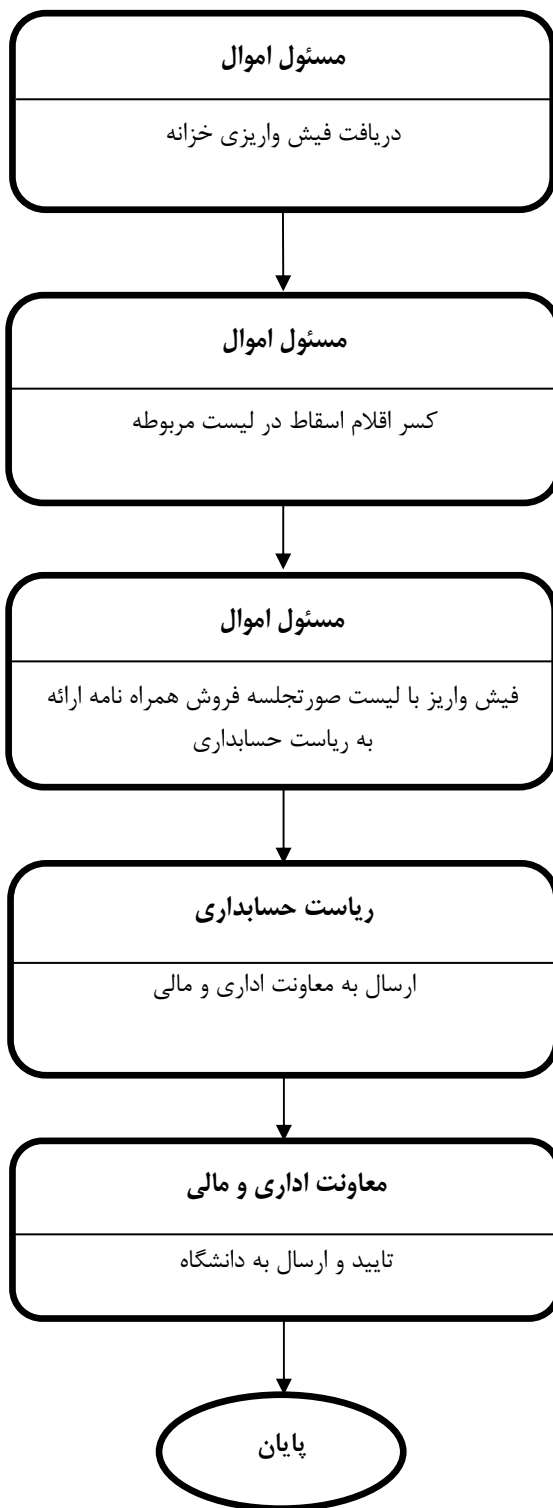 مسئول اموال
دریافت فیش واریزی خزانه
مسئول اموال
کسر اقلام اسقاط در لیست مربوطه
مسئول اموال
فیش واریز با لیست صورتجلسه فروش همراه نامه ارائه
به ریاست حسابداری
ریاست حسابداری
ارسال به معاونت اداری و مالی
معاونت اداری و مالی
تایید و ارسال به دانشگاه
پایان